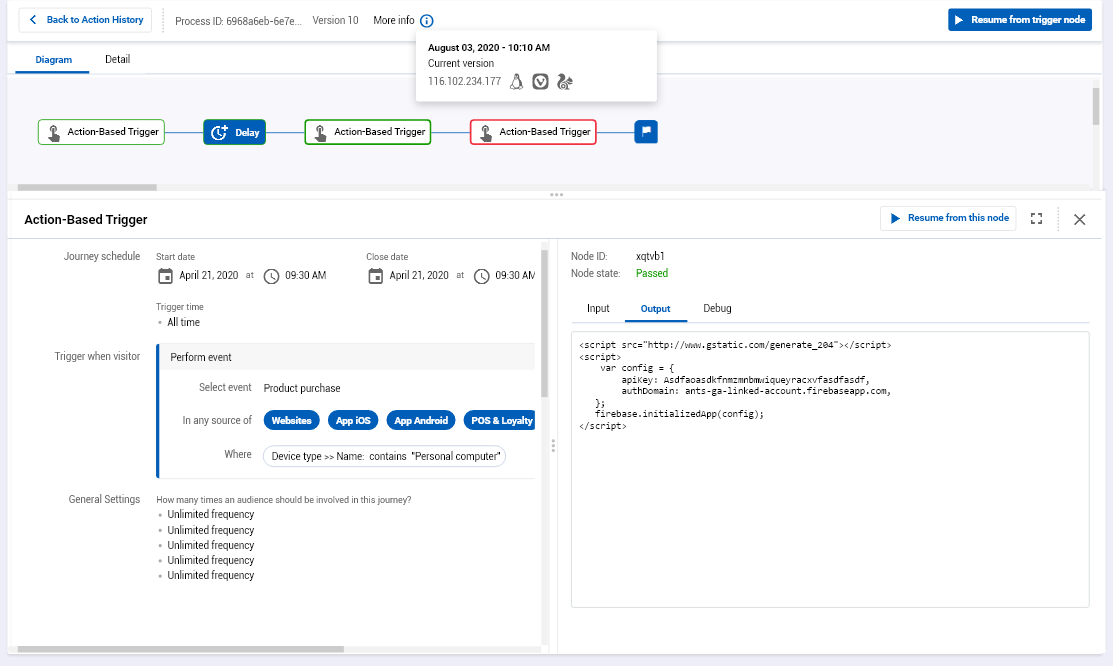 Back to Action History
Process ID: 6968a6eb-6e7e...
Version 10
More info
Resume from trigger node
August 03, 2020 - 10:10 AM
Current version
116.102.234.177
Diagram
Detail
Action-Based Trigger
Delay
Action-Based Trigger
Action-Based Trigger
Action-Based Trigger
Resume from this node
Journey schedule
Start date
Close date
April 21, 2020 at 09:30 AM
April 21, 2020 at 09:30 AM
Trigger time
All time
Trigger when visitor
Perform event
Select event Product purchase
In any source of Websites App iOS App Android POS & Loyalty
Where Device type >> Name: contains "Personal computer"
General Settings
How many times an audience should be involved in this journey?
Unlimited frequency
Unlimited frequency
Unlimited frequency
Unlimited frequency
Unlimited frequency
Node ID: xqtvb1
Node state: Passed
Input Output Debug
<script src="http://www.gstatic.com/generate_204"></script>
<script>
var config = {
apiKey: Asdfaoasdkfnmzmnbmwiqueyracxvfasdfasdf,
authDomain: ants-ga-linked-account.firebaseapp.com,
};
firebase.initializedApp(config);
</script>